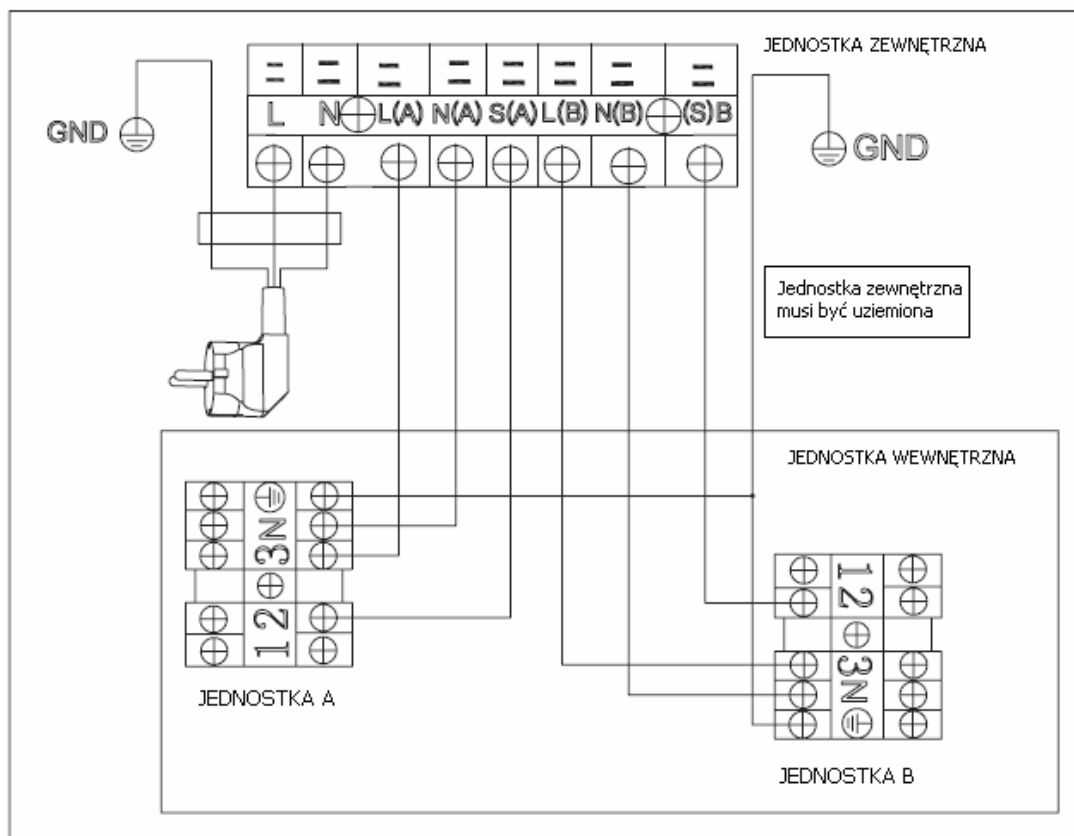 JEDNOSTKA ZEWNĘTRZNA
L N L(A) N(A) S(A) L(B) N(B) (S)B
GND
GND
Jednostka zewnętrzna
musi być uziemiona
JEDNOSTKA WEWNĘTRZNA
N
3
2
1
JEDNOSTKA A
1
2
3
N
JEDNOSTKA B